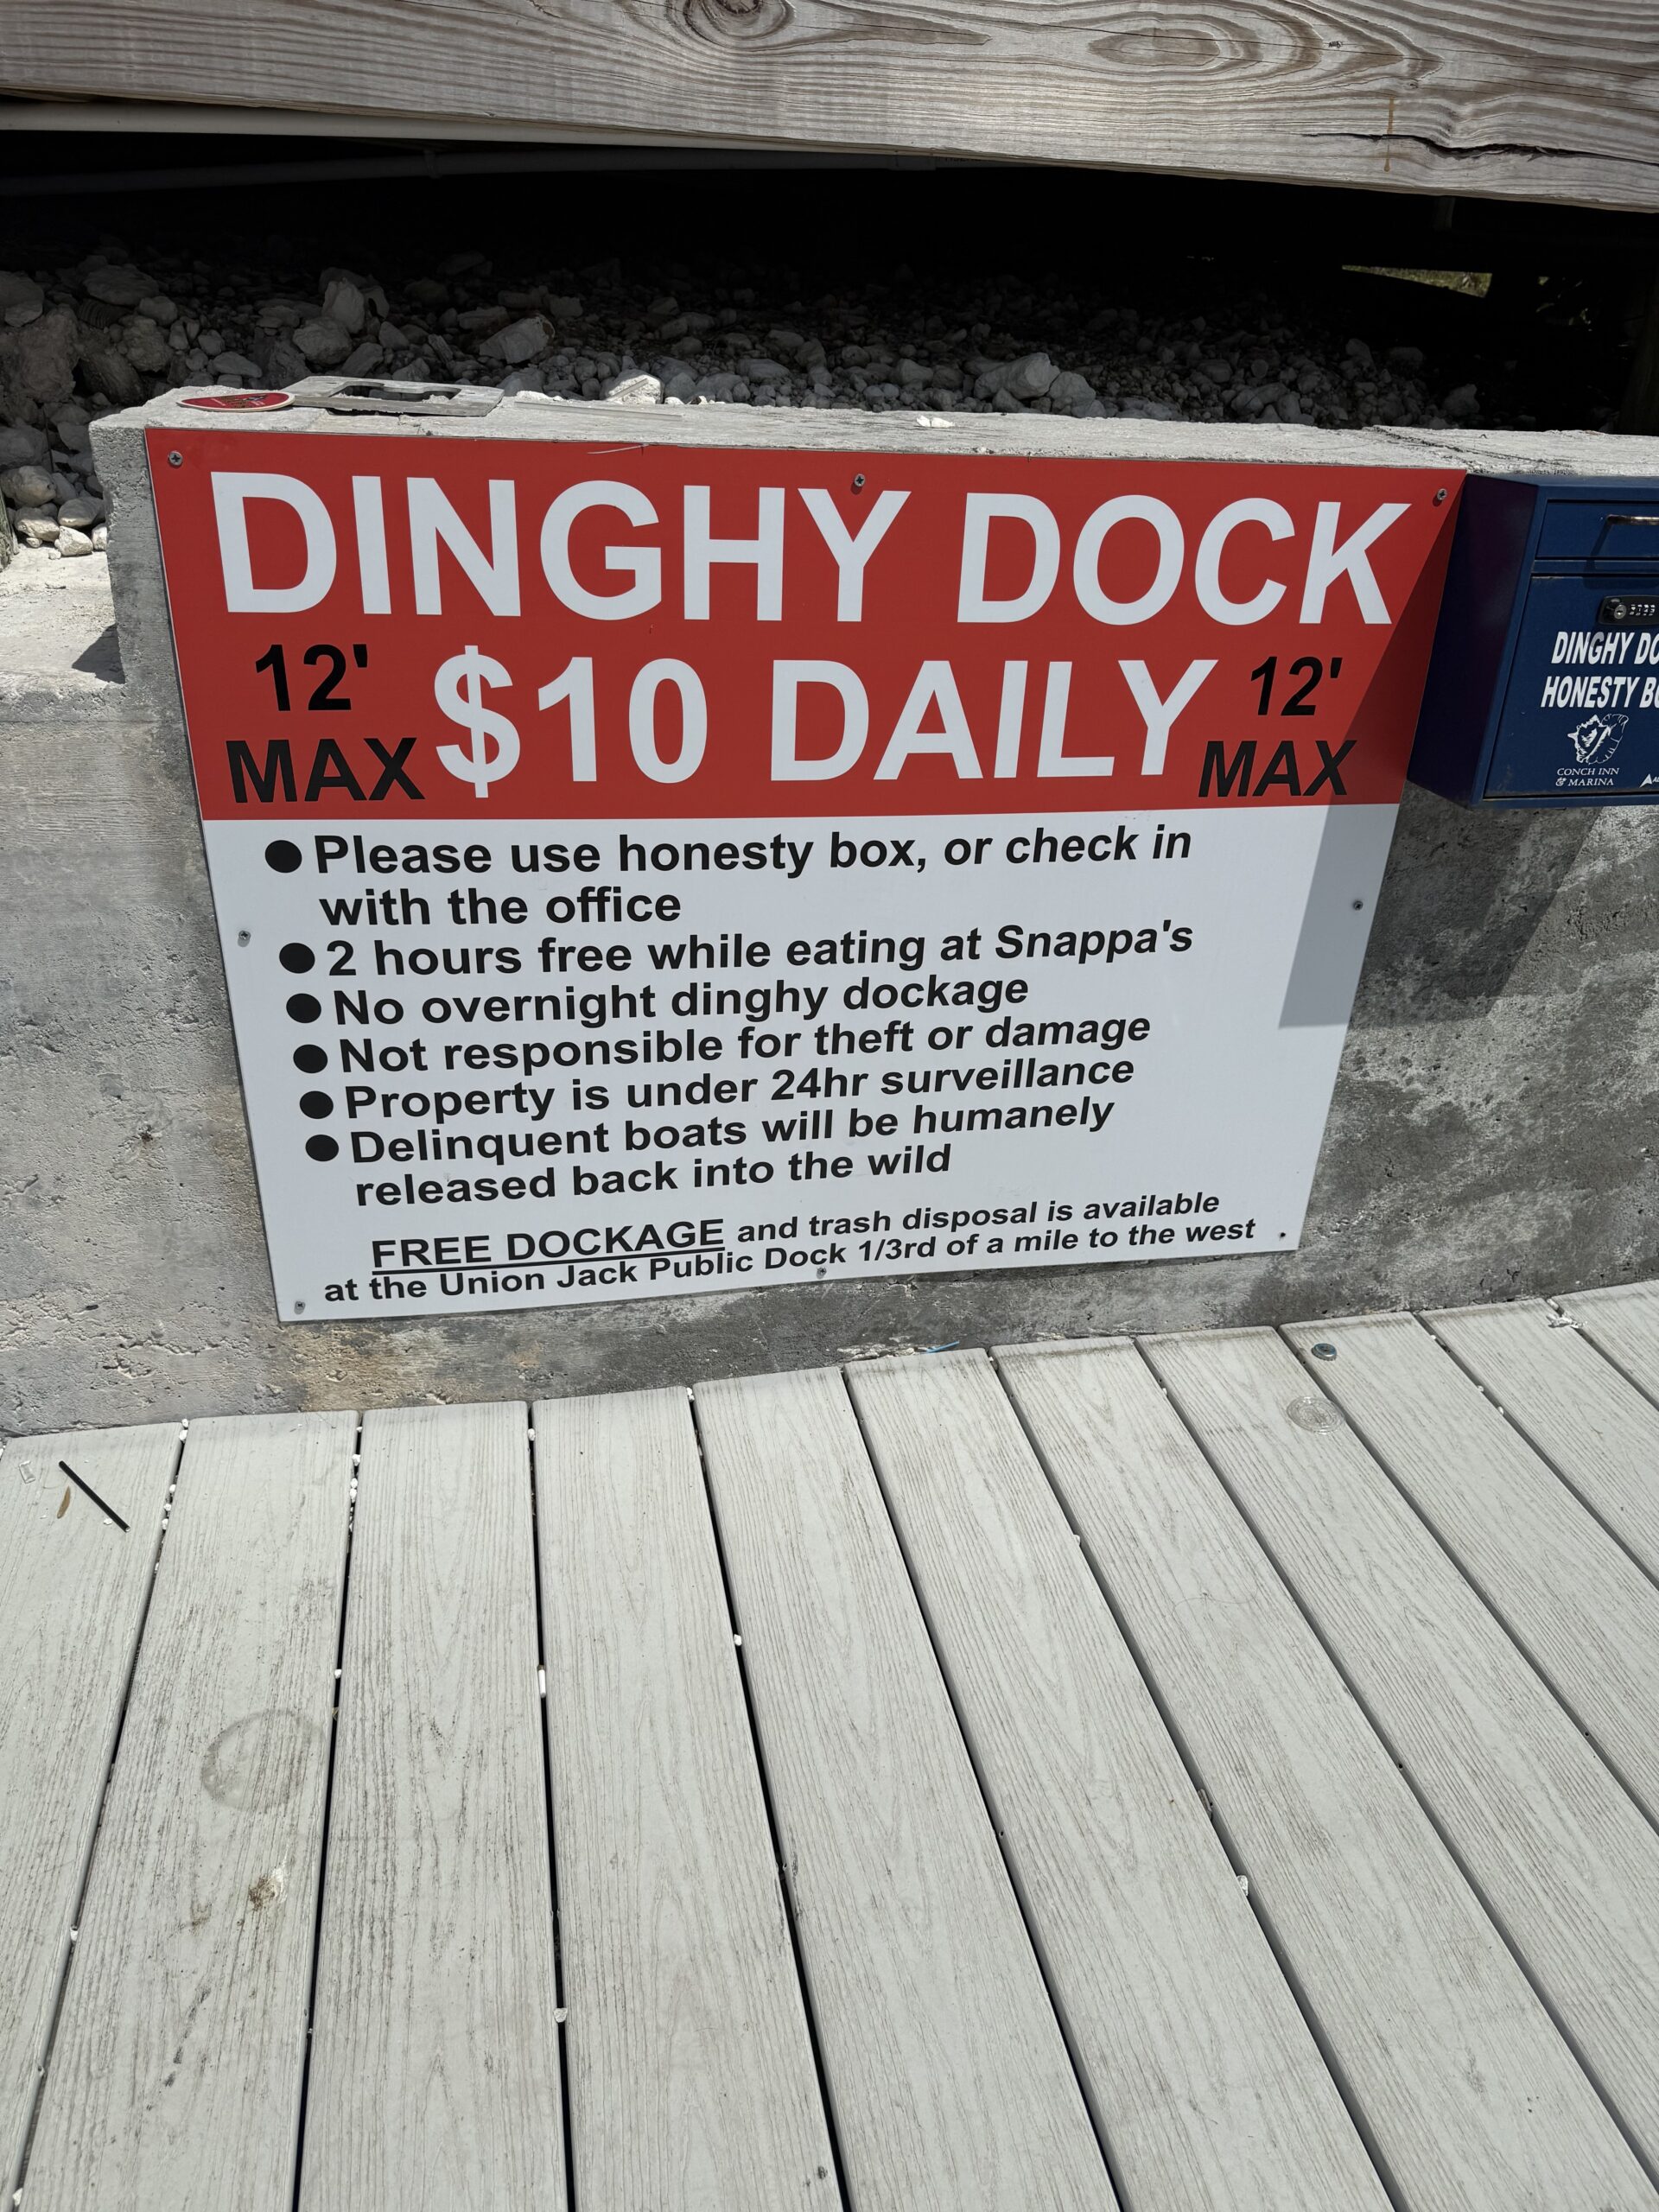 DINGHY DOCK
12' MAX $10 DAILY 12' MAX
● Please use honesty box, or check in
with the office
● 2 hours free while eating at Snappa's
● No overnight dinghy dockage
● Not responsible for theft or damage
● Property is under 24hr surveillance
● Delinquent boats will be humanely
released back into the wild
FREE DOCKAGE and trash disposal is available
at the Union Jack Public Dock 1/3rd of a mile to the west
DINGHY
HONESTY
CONCH INN
& MARINA